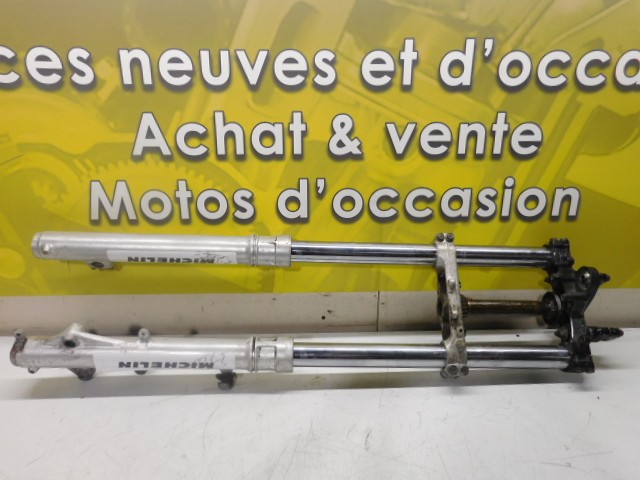 ces neuves et d'occa
Achat & vente
Motos d'occasion
MICHELIN
MICHELIN